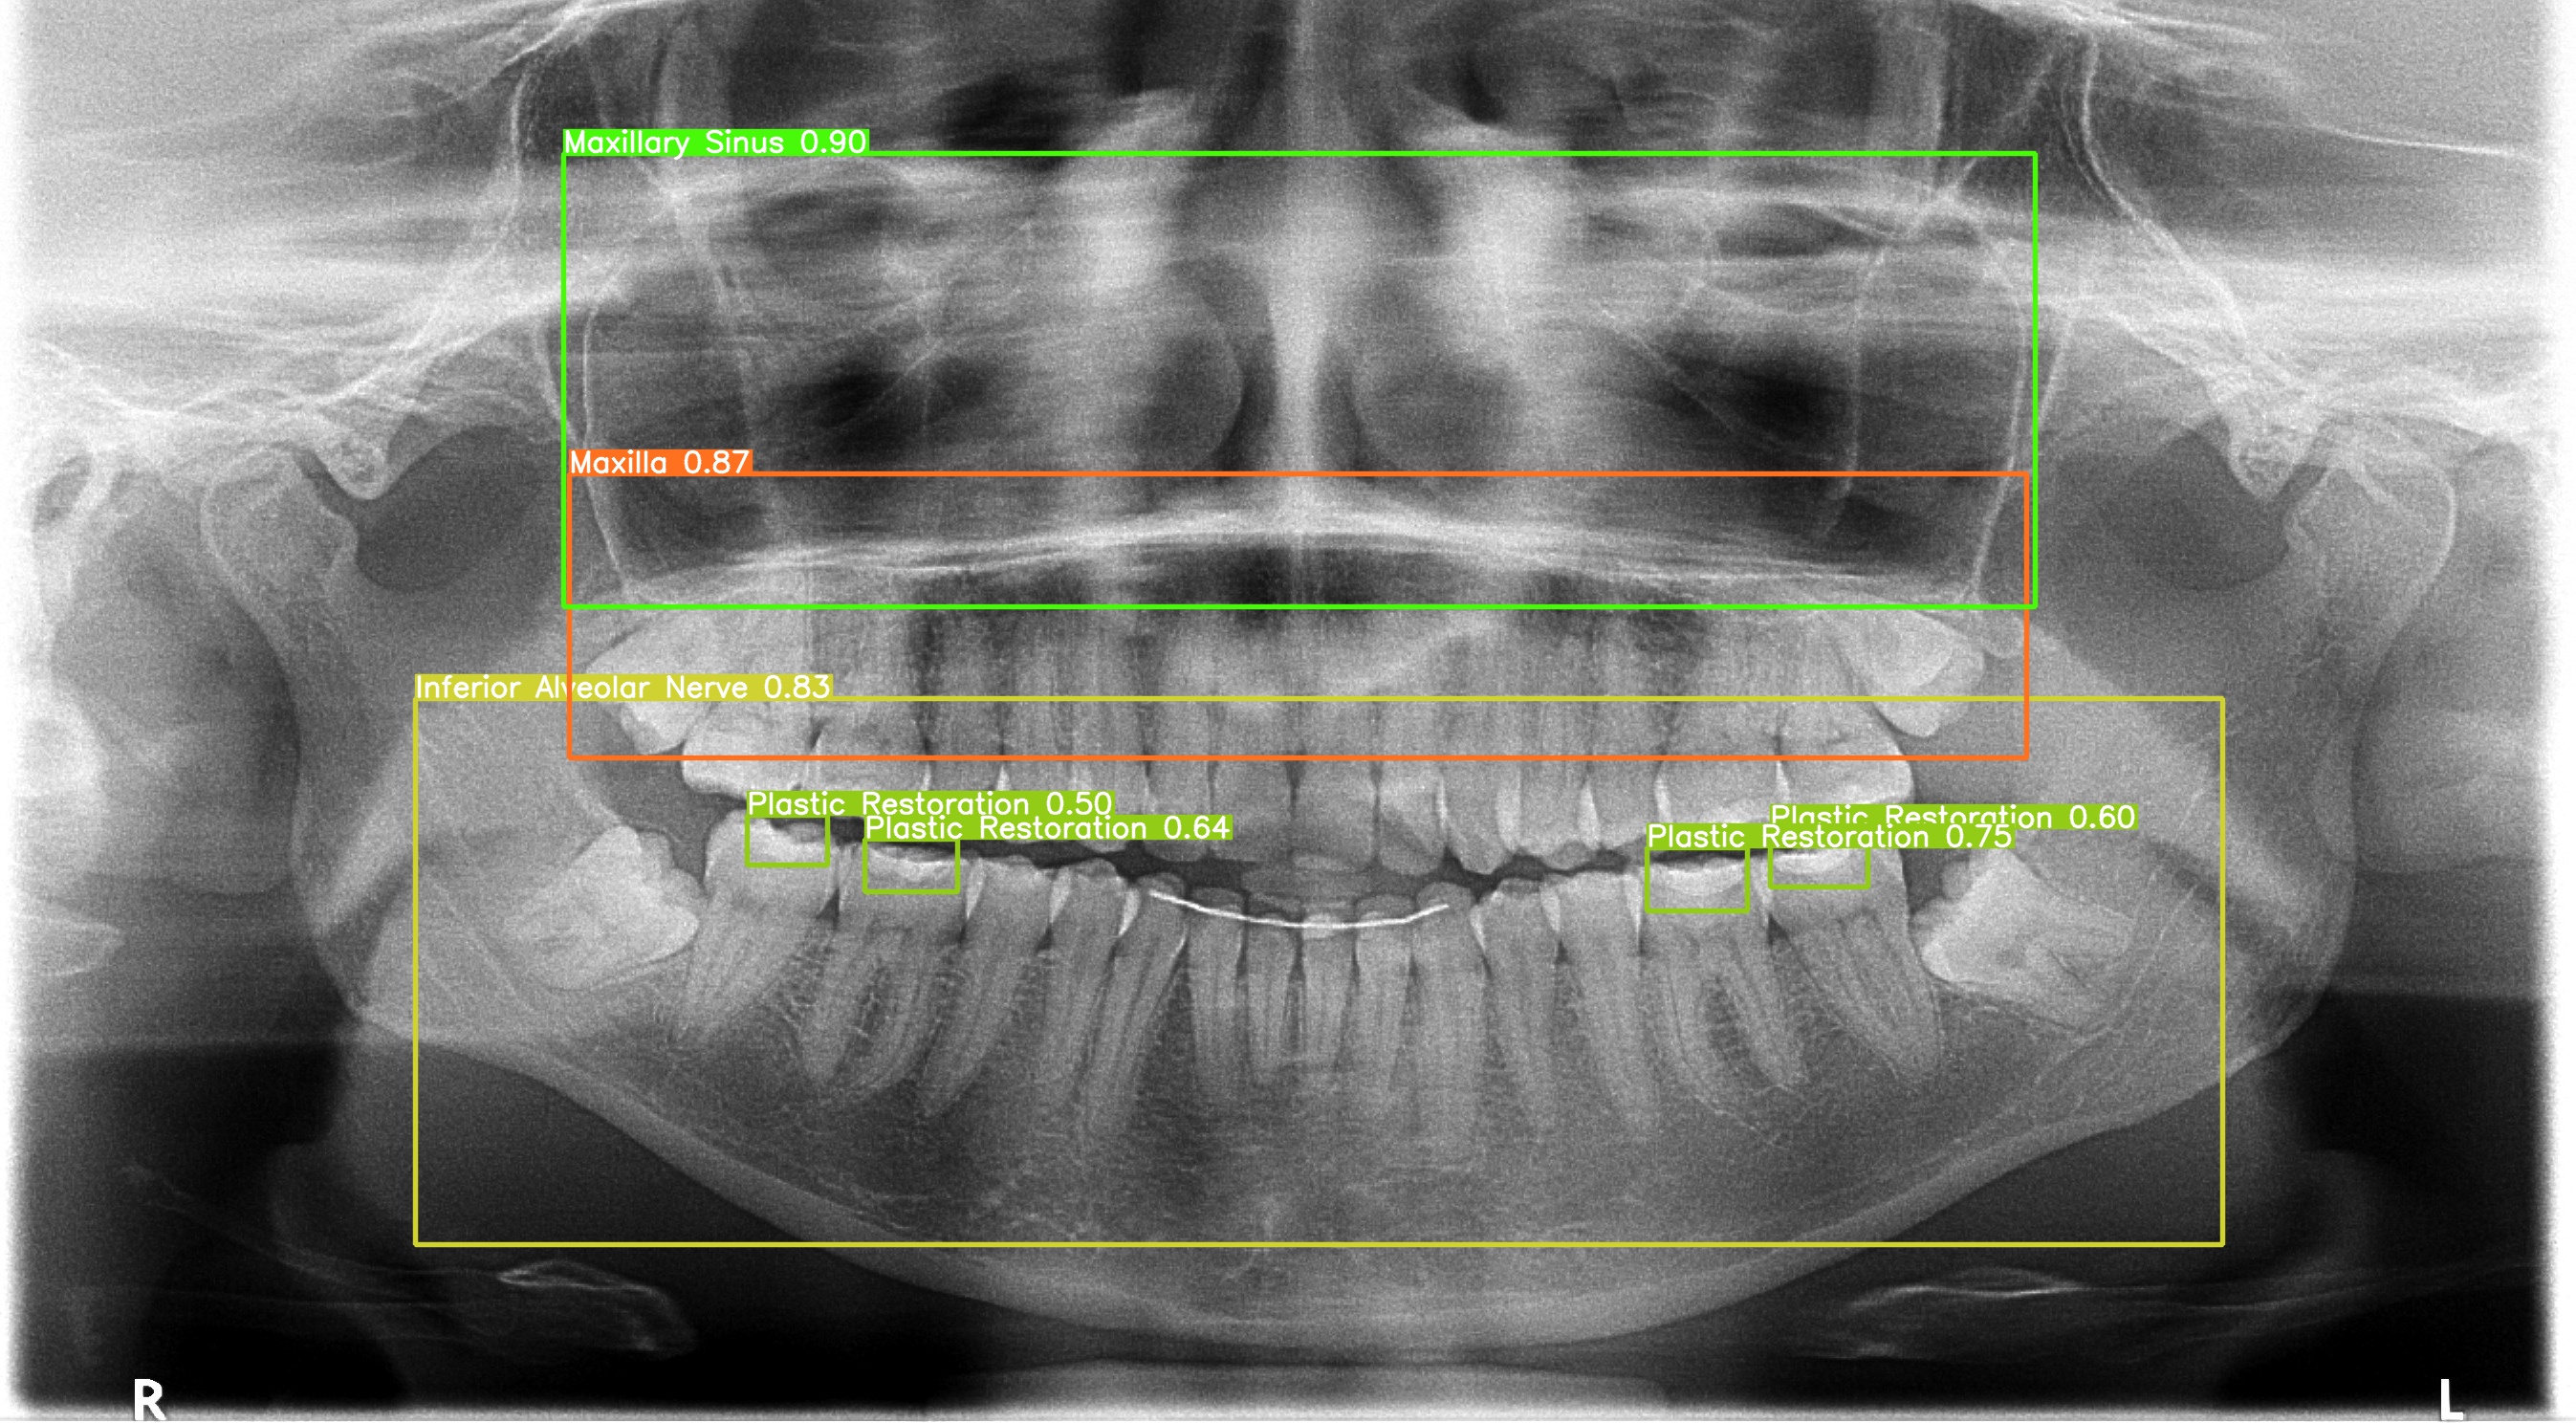 Maxillary Sinus 0.90
Maxilla 0.87
Inferior Alveolar Nerve 0.83
Plastic Restoration 0.50
Plastic Restoration 0.64
Plastic Restoration 0.60
Plastic Restoration 0.75
R
L